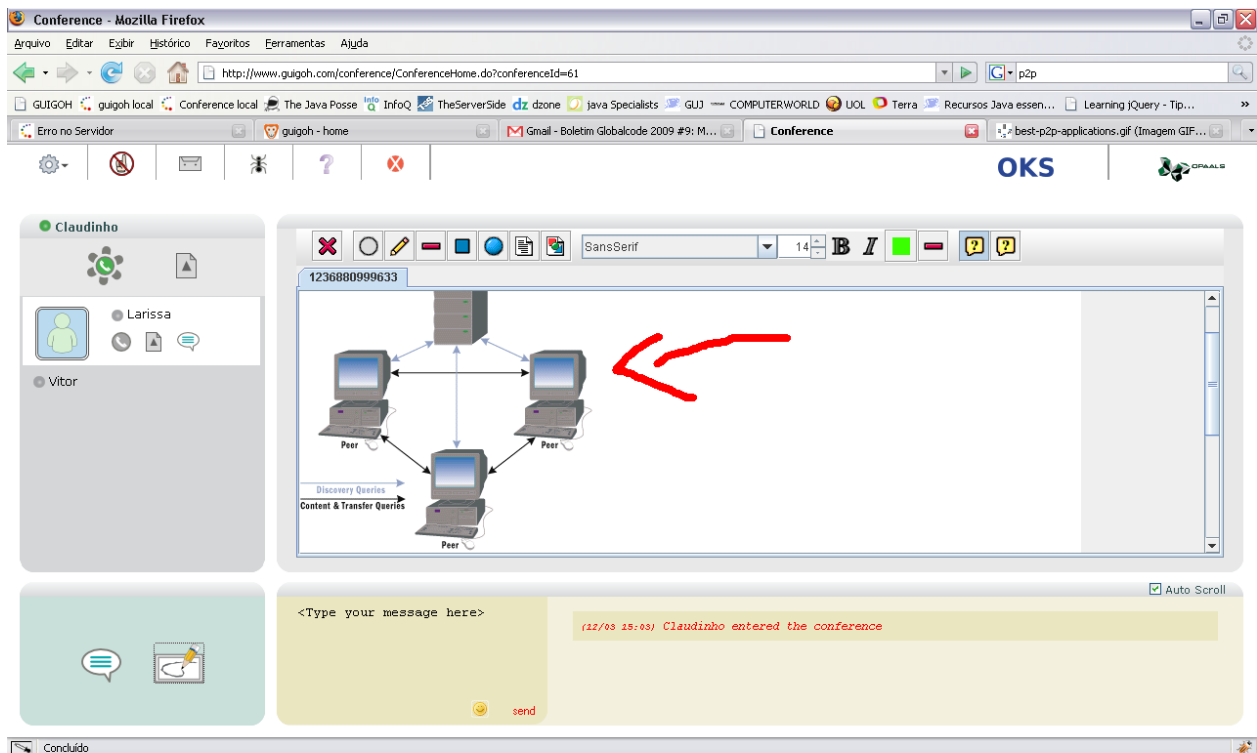 Conference - Mozilla Firefox
Arquivo Editar Exibir Histórico Favoritos Ferramentas Ajuda
http://www.guigoh.com/conference/ConferenceHome.do?conferenceId=61
G p2p
GUIGOH guigoh local Conference local The Java Posse InfoQ TheServerSide dz dzone java Specialists GUJ COMPUTERWORLD UOL Terra Recursos Java essen... Learning jQuery - Tip... »
Erro no Servidor guigoh - home Gmail - Boletim Globalcode 2009 #9: M... Conference best-p2p-applications.gif (Imagem GIF...
? OKS OPAALS
Claudinho
SansSerif 14 B I ? ?
1236880999633
Larissa
Vitor
Peer Peer
Discovery Queries
Content & Transfer Queries
Peer
Auto Scroll
<Type your message here>
(12/03 15:03) Claudinho entered the conference
send
Concluído